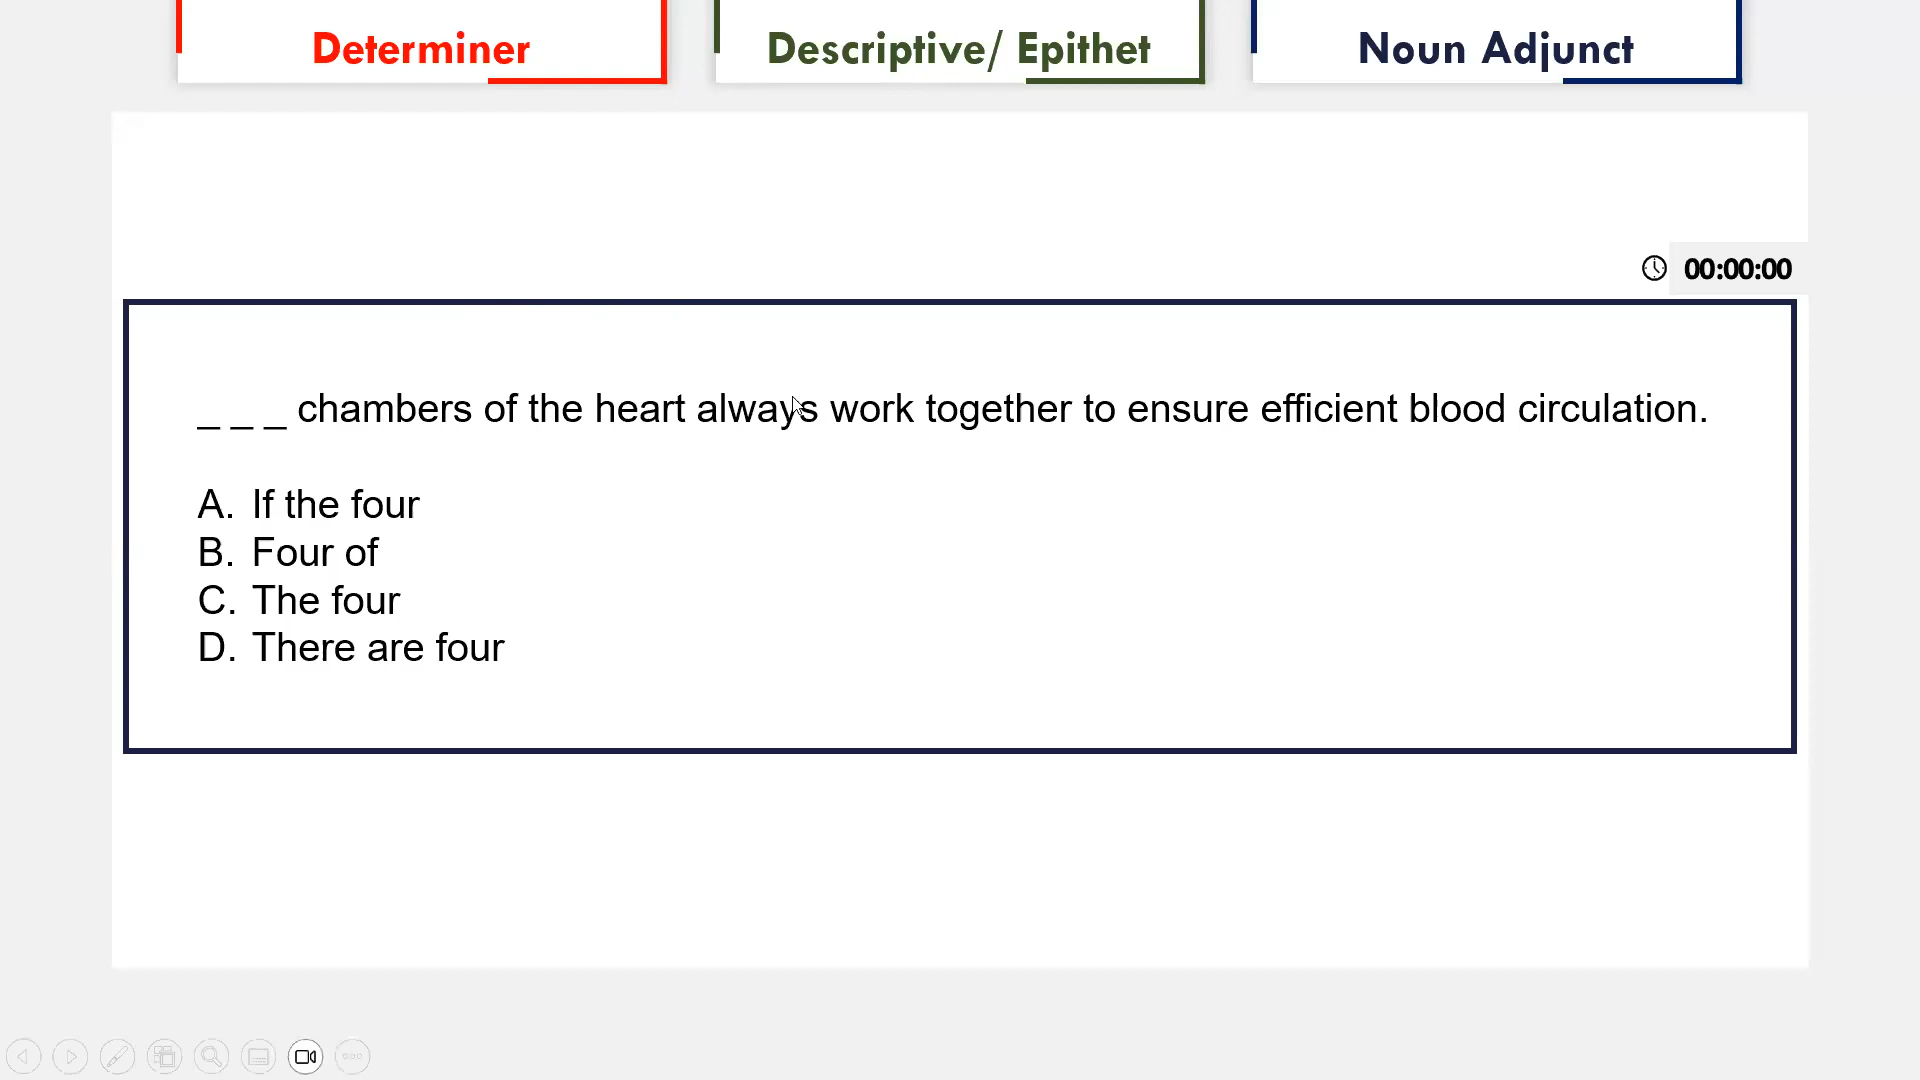 Determiner
Descriptive/ Epithet
Noun Adjunct
00:00:00
_ _ _ chambers of the heart always work together to ensure efficient blood circulation.
A. If the four
B. Four of
C. The four
D. There are four